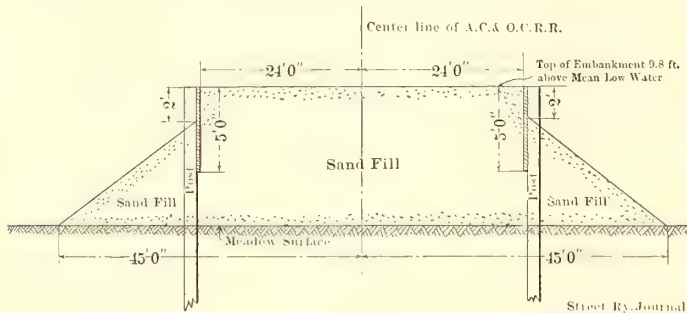 Center line of A.C.& O.C.R.R.
24'0" 24'0"
Top of Embankment 9.8 ft.
above Mean Low Water
2' 5'0" 5'0" 2'
Sand Fill
Post Post
Sand Fill Sand Fill
Meadow Surface
45'0" 45'0"
Street Ry.Journal